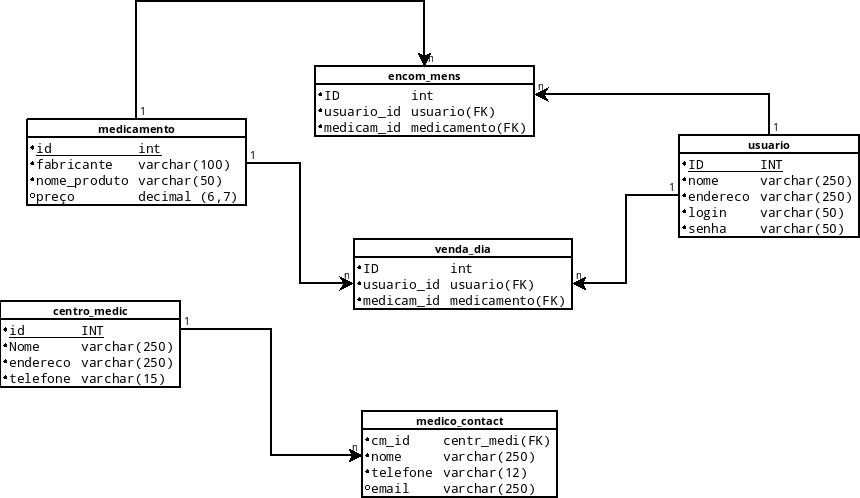 n
encom_mens
ID int
usuario_id usuario(FK)
medicam_id medicamento(FK)
n
1
medicamento
id int
fabricante varchar(100)
nome_produto varchar(50)
preço decimal (6,7)
1
1
usuario
ID INT
nome varchar(250)
endereco varchar(250)
login varchar(50)
senha varchar(50)
1
venda_dia
ID int
usuario_id usuario(FK)
medicam_id medicamento(FK)
n
n
centro_medic
id INT
Nome varchar(250)
endereco varchar(250)
telefone varchar(15)
1
medico_contact
cm_id centr_medi(FK)
nome varchar(250)
telefone varchar(12)
email varchar(250)
n